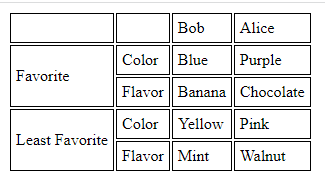 Bob Alice
Favorite Color Blue Purple
Flavor Banana Chocolate
Least Favorite Color Yellow Pink
Flavor Mint Walnut